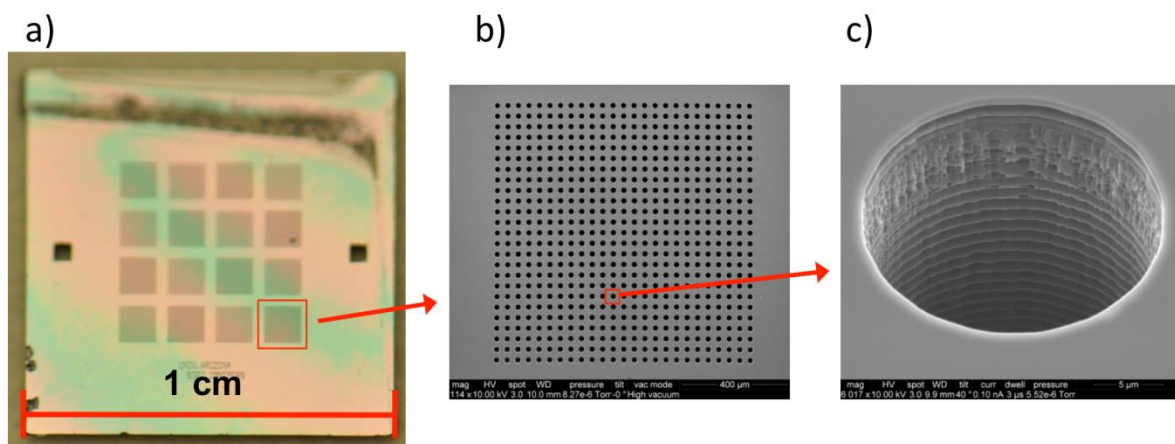 a)
b)
c)
UNIV.ARIZONA
1 cm
mag HV spot WD pressure tilt vac mode 400 µm
114 x 10.00 kV 3.0 10.0 mm 8.27e-6 Torr -0 ° High vacuum
mag HV spot WD tilt curr dwell pressure 5 µm
6 017 x 10.00 kV 3.0 9.9 mm 40 ° 0.10 nA 3 µs 5.52e-6 Torr